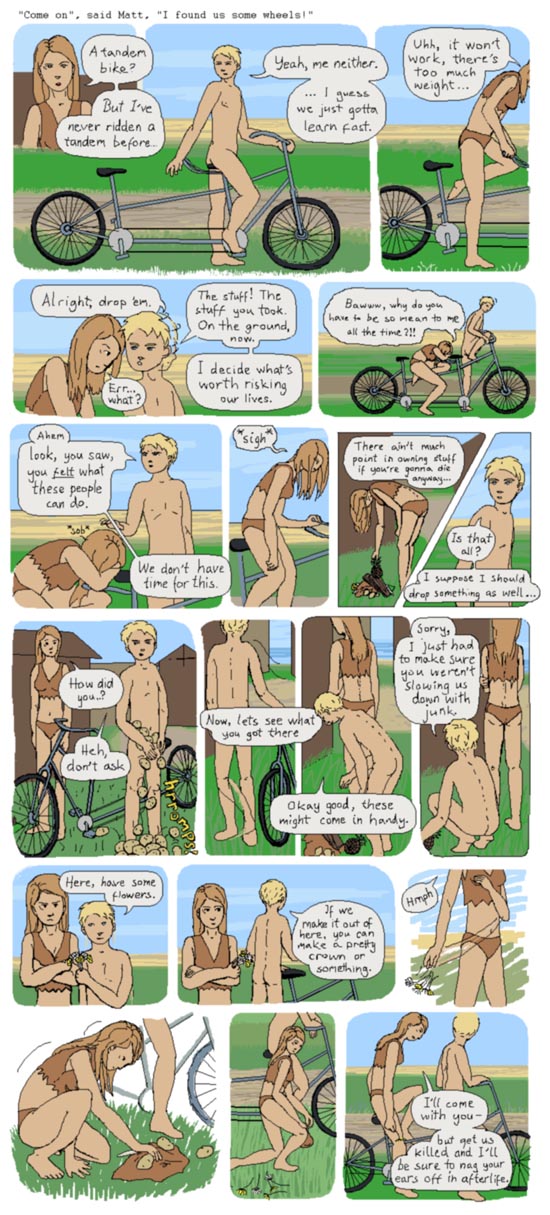 "Come on", said Matt, "I found us some wheels!"
A tandem
bike?
But I've
never ridden a
tandem before...
Yeah, me neither.
... I guess
we just gotta
learn fast.
Uhh, it won't
work, there's
too much
weight...
Alright, drop 'em.
Err...
what?
The stuff! The
stuff you took.
On the ground,
now.
I decide what's
worth risking
our lives.
Bawww, why do you
have to be so mean to me
all the time?!!
Ahem
look, you saw,
you felt what
these people
can do.
*sob*
We don't have
time for this.
*sigh*
There ain't much
point in owning stuff
if you're gonna die
anyway...
Is that
all?
I suppose I should
drop something as well...
How did
you..?
Heh,
don't ask
hrromps!
Now, lets see what
you got there
Okay good, these
might come in handy.
Sorry,
I just had
to make sure
you weren't
slowing us
down with
junk.
Here, have some
flowers.
If we
make it out of
here, you can
make a pretty
crown or
something.
Hmph
I'll come
with you-
but get us
killed and I'll
be sure to nag your
ears off in afterlife.